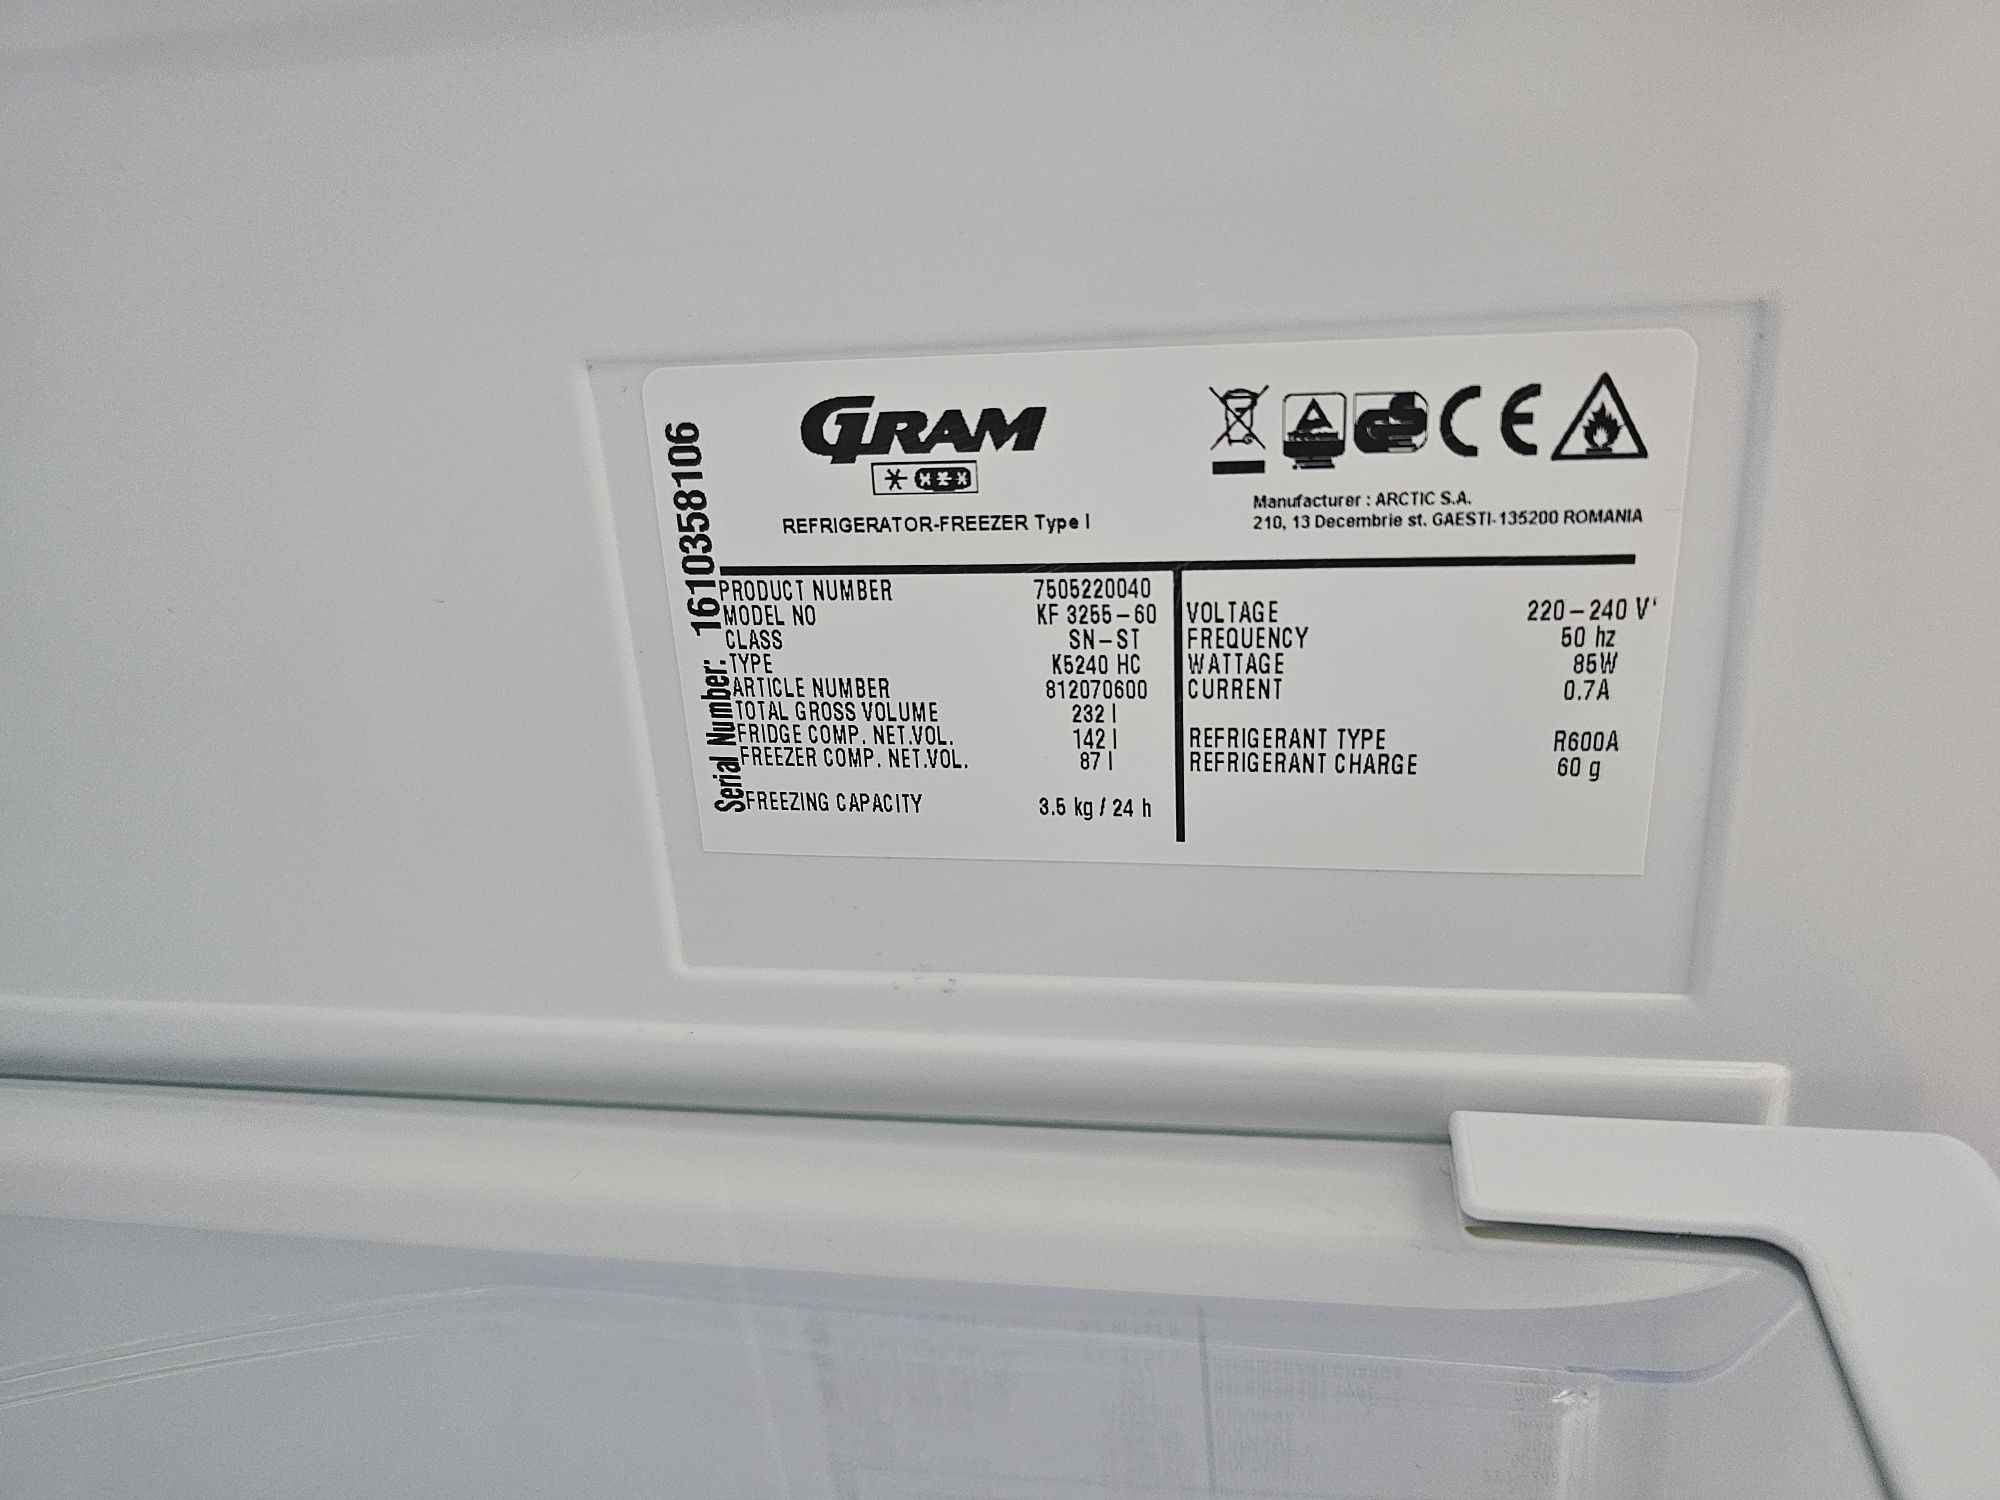 GRAM
REFRIGERATOR-FREEZER Type I
CE
Manufacturer : ARCTIC S.A.
210, 13 Decembrie st. GAESTI-135200 ROMANIA
Serial Number: 1610358106
PRODUCT NUMBER 7505220040
MODEL NO KF 3255-60
CLASS SN-ST
TYPE K5240 HC
ARTICLE NUMBER 812070600
TOTAL GROSS VOLUME 232 l
FRIDGE COMP. NET.VOL. 142 l
FREEZER COMP. NET.VOL. 87 l
FREEZING CAPACITY 3.5 kg / 24 h
VOLTAGE 220-240 V
FREQUENCY 50 hz
WATTAGE 85W
CURRENT 0.7A
REFRIGERANT TYPE R600A
REFRIGERANT CHARGE 60 g